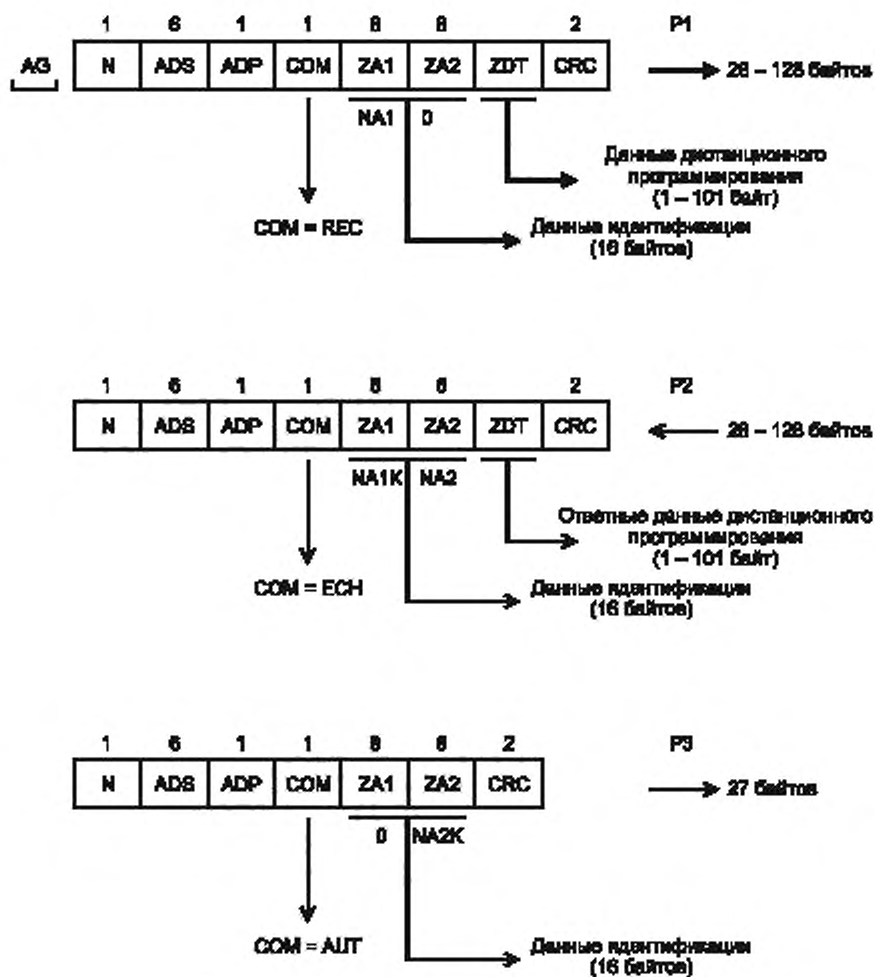 1 6 1 1 8 8 2 P1
AG N ADS ADP COM ZA1 ZA2 ZDT CRC 28 – 128 байтов
NA1 0
Данные дистанционного
программирования
(1 – 101 байт)
COM = REC
Данные идентификации
(16 байтов)
1 6 1 1 8 8 2 P2
N ADS ADP COM ZA1 ZA2 ZDT CRC 28 – 128 байтов
NA1K NA2
Ответные данные дистанционного
программирования
(1 – 101 байт)
COM = ECH
Данные идентификации
(16 байтов)
1 6 1 1 8 8 2 P3
N ADS ADP COM ZA1 ZA2 CRC 27 байтов
0 NA2K
COM = AUT
Данные идентификации
(16 байтов)